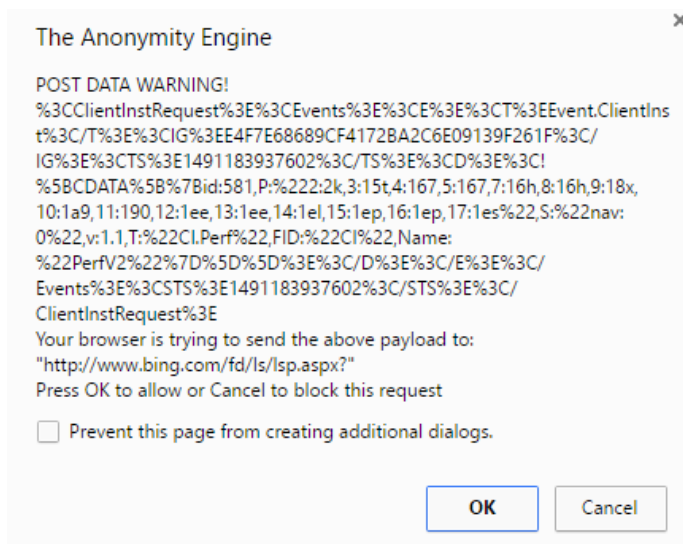 The Anonymity Engine
POST DATA WARNING!
%3CClientInstRequest%3E%3CEvents%3E%3CE%3E%3CT%3EEvent.ClientIns
t%3C/T%3E%3CIG%3EE4F7E68689CF4172BA2C6E09139F261F%3C/
IG%3E%3CTS%3E1491183937602%3C/TS%3E%3CD%3E%3C!
%5BCDATA%5B%7Bid:581,P:%222:2k,3:15t,4:167,5:167,7:16h,8:16h,9:18x,
10:1a9,11:190,12:1ee,13:1ee,14:1el,15:1ep,16:1ep,17:1es%22,S:%22nav:
0%22,v:1.1,T:%22CI.Perf%22,FID:%22CI%22,Name:
%22PerfV2%22%7D%5D%5D%3E%3C/D%3E%3C/E%3E%3C/
Events%3E%3CSTS%3E1491183937602%3C/STS%3E%3C/
ClientInstRequest%3E
Your browser is trying to send the above payload to:
"http://www.bing.com/fd/ls/lsp.aspx?"
Press OK to allow or Cancel to block this request
Prevent this page from creating additional dialogs.
OK
Cancel